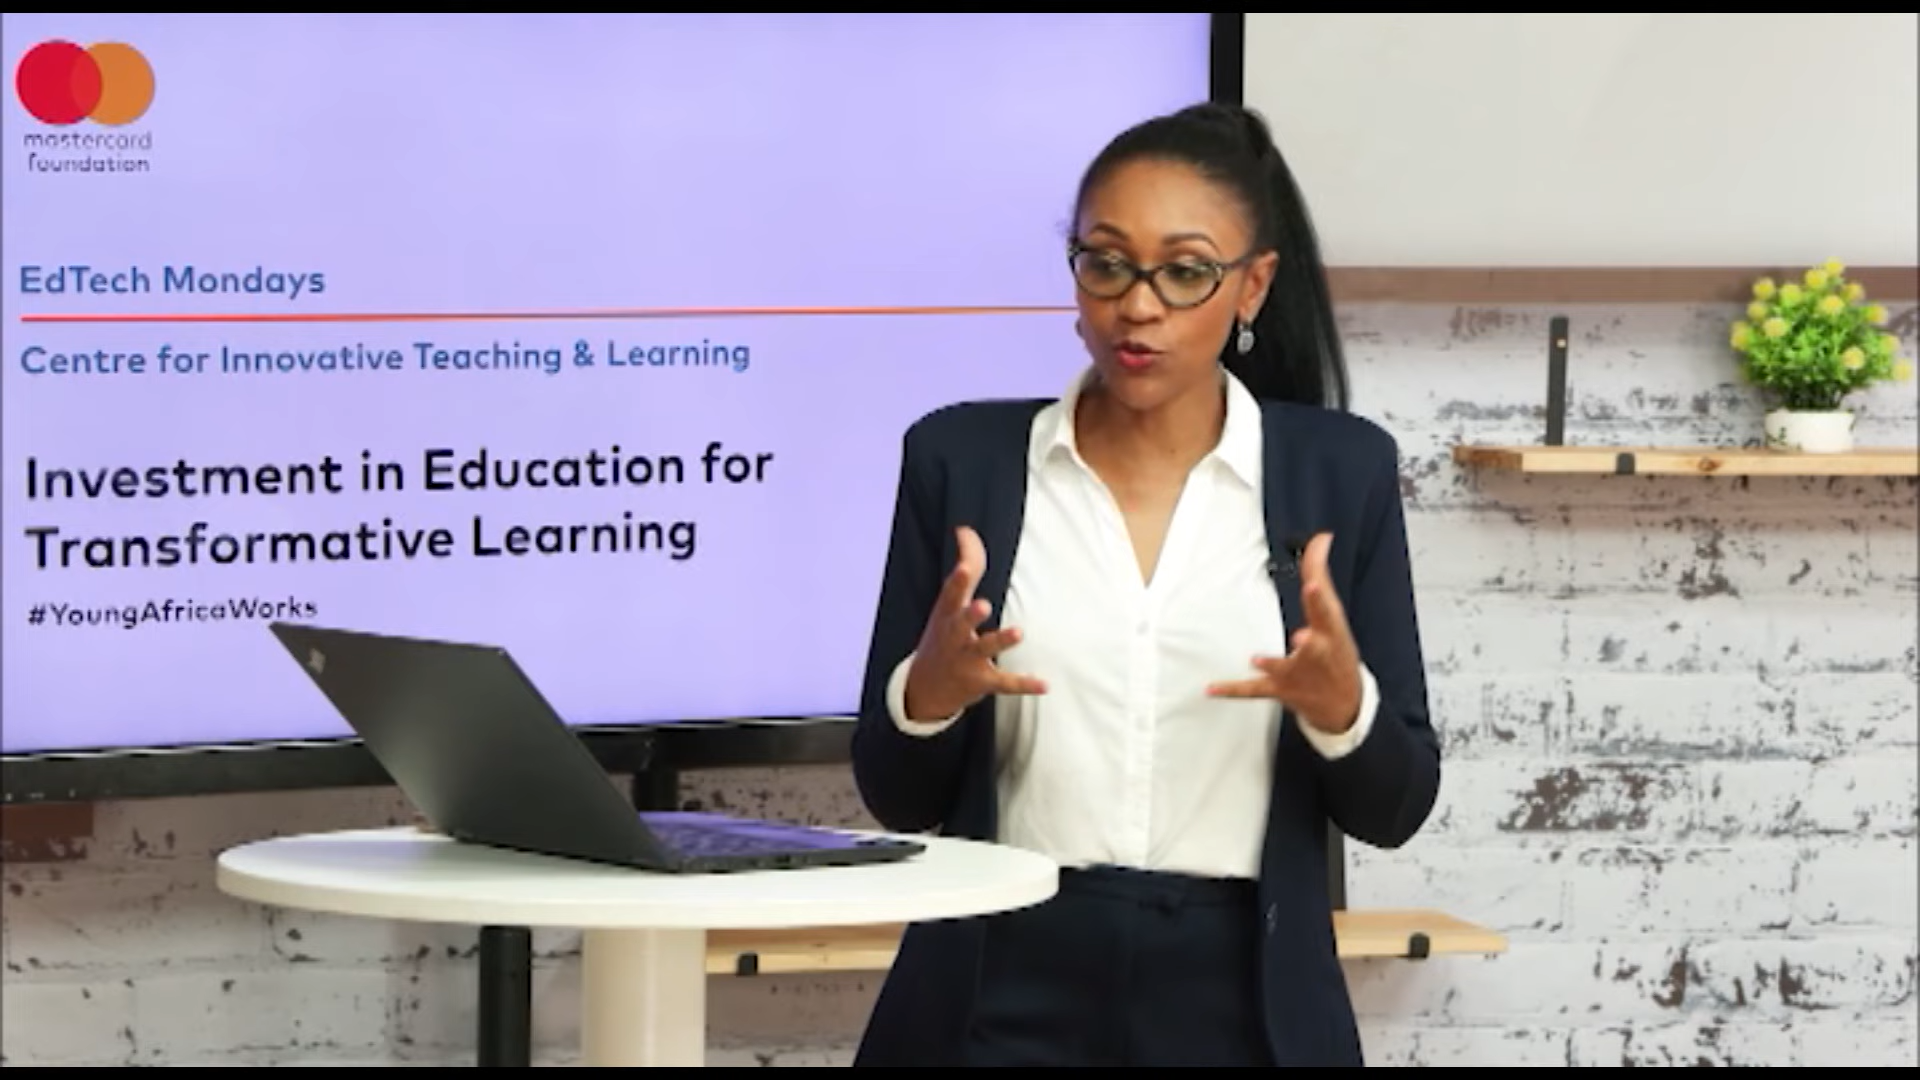 mastercard
foundation
EdTech Mondays
Centre for Innovative Teaching & Learning
Investment in Education for
Transformative Learning
#YoungAfricaWorks